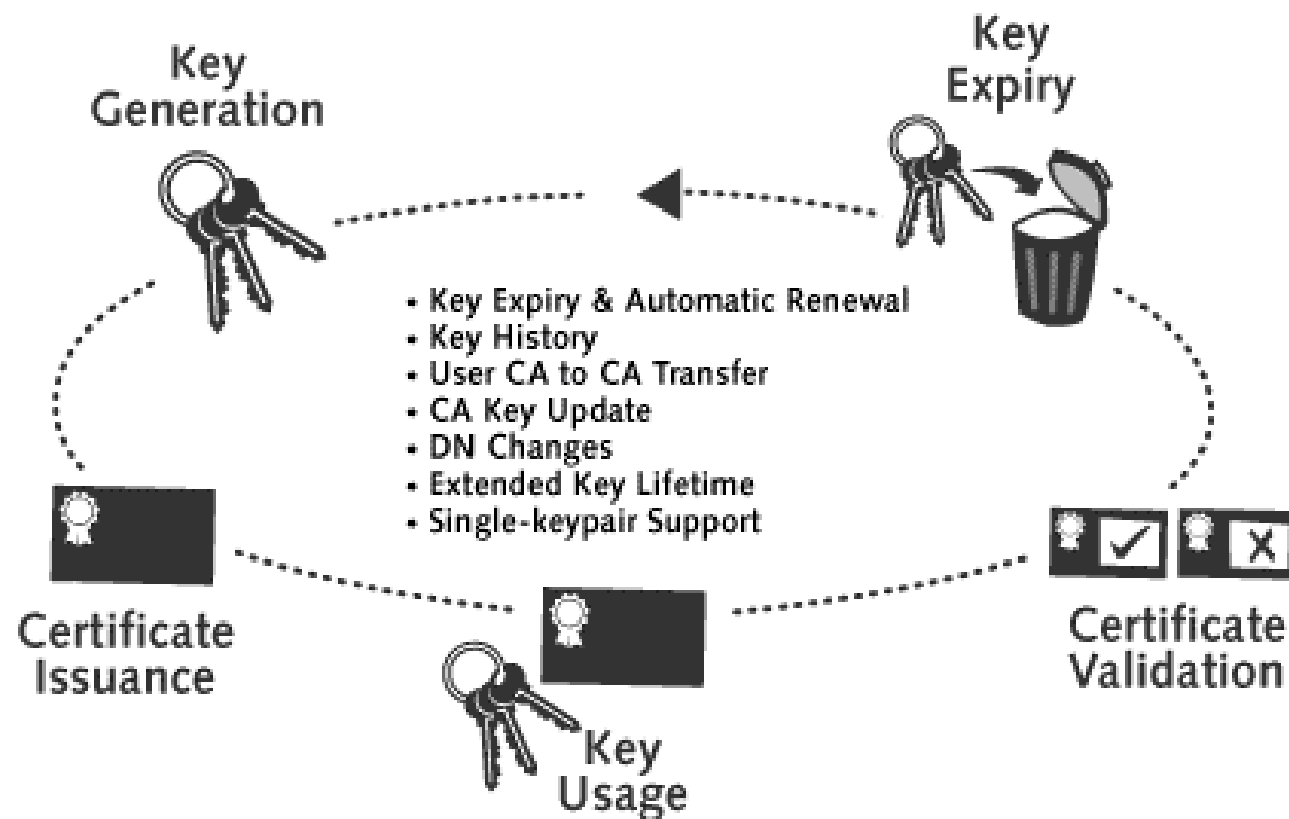 Key
Generation
Key
Expiry
• Key Expiry & Automatic Renewal
• Key History
• User CA to CA Transfer
• CA Key Update
• DN Changes
• Extended Key Lifetime
• Single-keypair Support
Certificate
Issuance
Key
Usage
Certificate
Validation